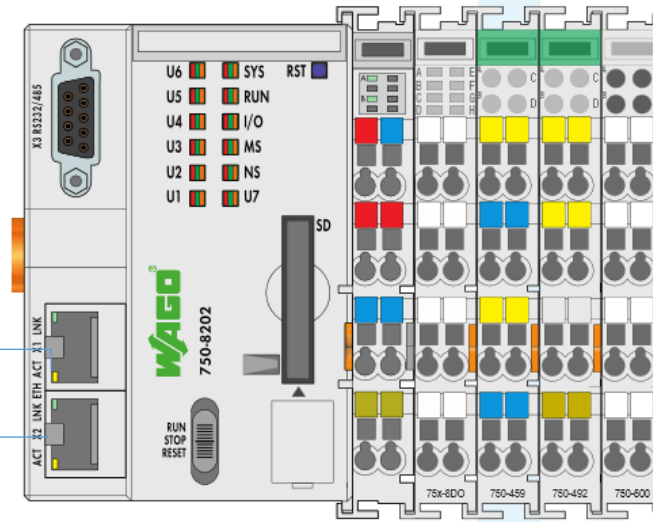 X3 RS232/485
U6 SYS RST
U5 RUN
U4 I/O
U3 MS
U2 NS
U1 U7
SD
WAGO®
750-8202
RUN
STOP
RESET
ACT X1 LNK
ETH
ACT X2 LNK
A
B
A E
B F
C G
D H
A C
B D
A C
B D
A
B
75x-8DO
750-459
750-492
750-600